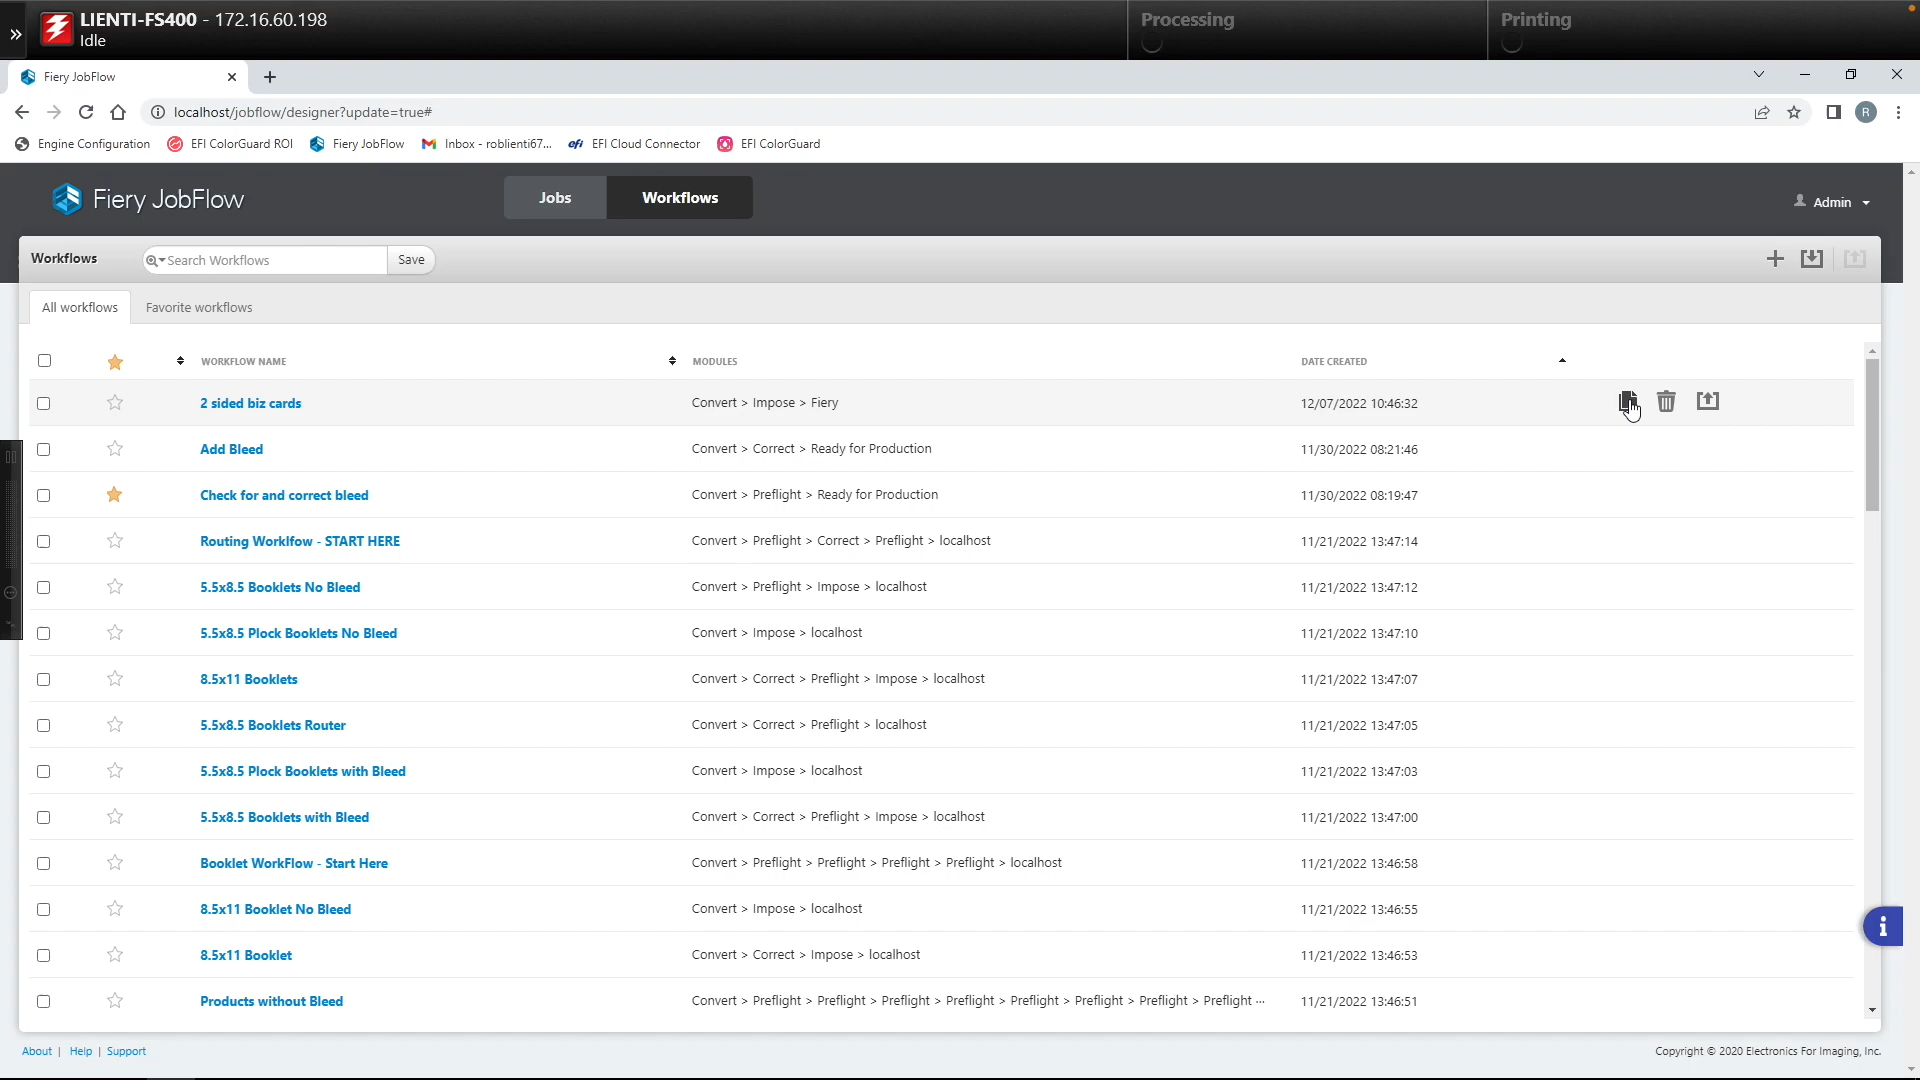 LIENTI-FS400 - 172.16.60.198
Idle
Processing
Printing
Fiery JobFlow
localhost/jobflow/designer?update=true#
R
Engine Configuration
EFI ColorGuard ROI
Fiery JobFlow
Inbox - roblienti67...
efi EFI Cloud Connector
EFI ColorGuard
Fiery JobFlow
Jobs
Workflows
Admin
Workflows
Search Workflows
Save
All workflows
Favorite workflows
WORKFLOW NAME MODULES DATE CREATED
2 sided biz cards Convert > Impose > Fiery 12/07/2022 10:46:32
Add Bleed Convert > Correct > Ready for Production 11/30/2022 08:21:46
Check for and correct bleed Convert > Preflight > Ready for Production 11/30/2022 08:19:47
Routing Worklfow - START HERE Convert > Preflight > Correct > Preflight > localhost 11/21/2022 13:47:14
5.5x8.5 Booklets No Bleed Convert > Preflight > Impose > localhost 11/21/2022 13:47:12
5.5x8.5 Plock Booklets No Bleed Convert > Impose > localhost 11/21/2022 13:47:10
8.5x11 Booklets Convert > Correct > Preflight > Impose > localhost 11/21/2022 13:47:07
5.5x8.5 Booklets Router Convert > Correct > Preflight > localhost 11/21/2022 13:47:05
5.5x8.5 Plock Booklets with Bleed Convert > Impose > localhost 11/21/2022 13:47:03
5.5x8.5 Booklets with Bleed Convert > Correct > Preflight > Impose > localhost 11/21/2022 13:47:00
Booklet WorkFlow - Start Here Convert > Preflight > Preflight > Preflight > Preflight > localhost 11/21/2022 13:46:58
8.5x11 Booklet No Bleed Convert > Impose > localhost 11/21/2022 13:46:55
8.5x11 Booklet Convert > Correct > Impose > localhost 11/21/2022 13:46:53
Products without Bleed Convert > Preflight > Preflight > Preflight > Preflight > Preflight > Preflight > Preflight > Preflight ... 11/21/2022 13:46:51
About | Help | Support
Copyright © 2020 Electronics For Imaging, Inc.